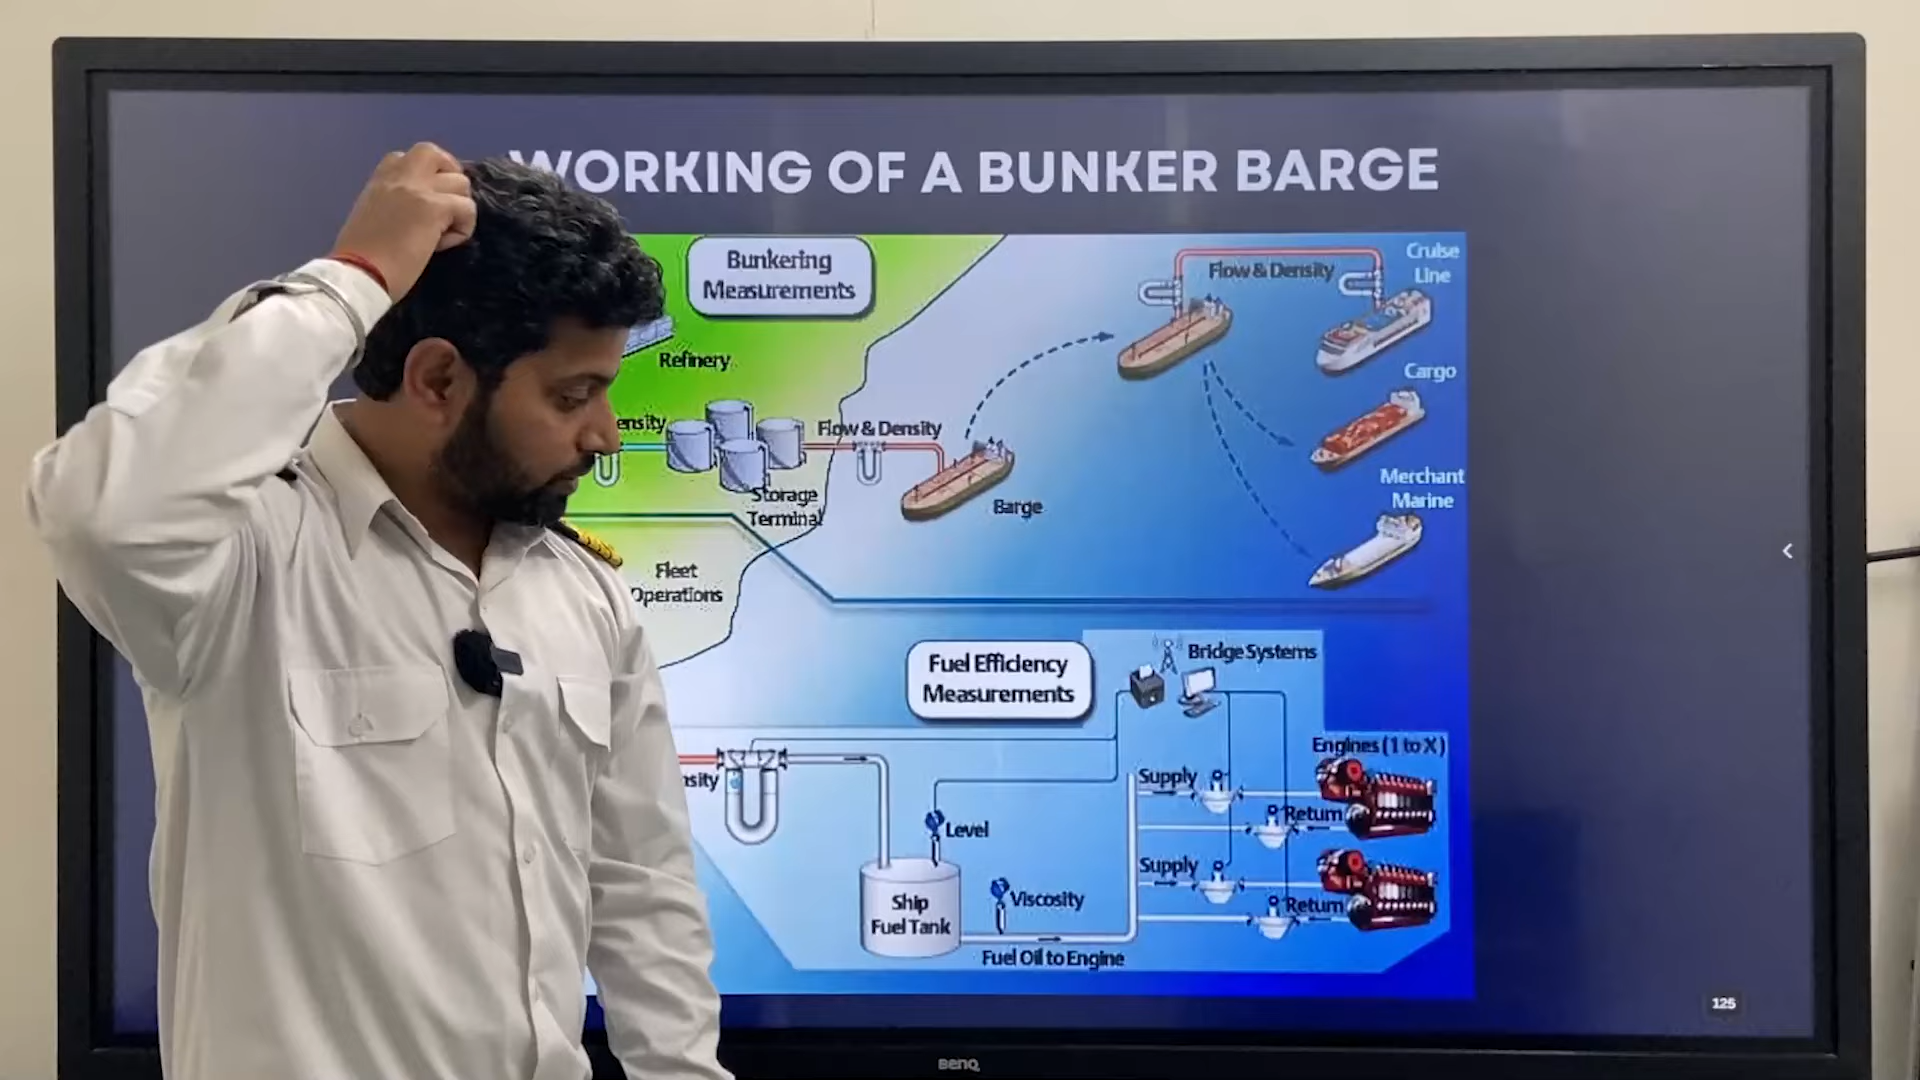 WORKING OF A BUNKER BARGE
Bunkering
Measurements
Flow & Density
Cruise
Line
Refinery
Cargo
Flow & Density
Storage
Terminal
Barge
Merchant
Marine
Fleet
Operations
Fuel Efficiency
Measurements
Bridge Systems
Engines (1 to X)
Supply
Return
Level
Supply
Return
Viscosity
Ship
Fuel Tank
Fuel Oil to Engine
125
BenQ